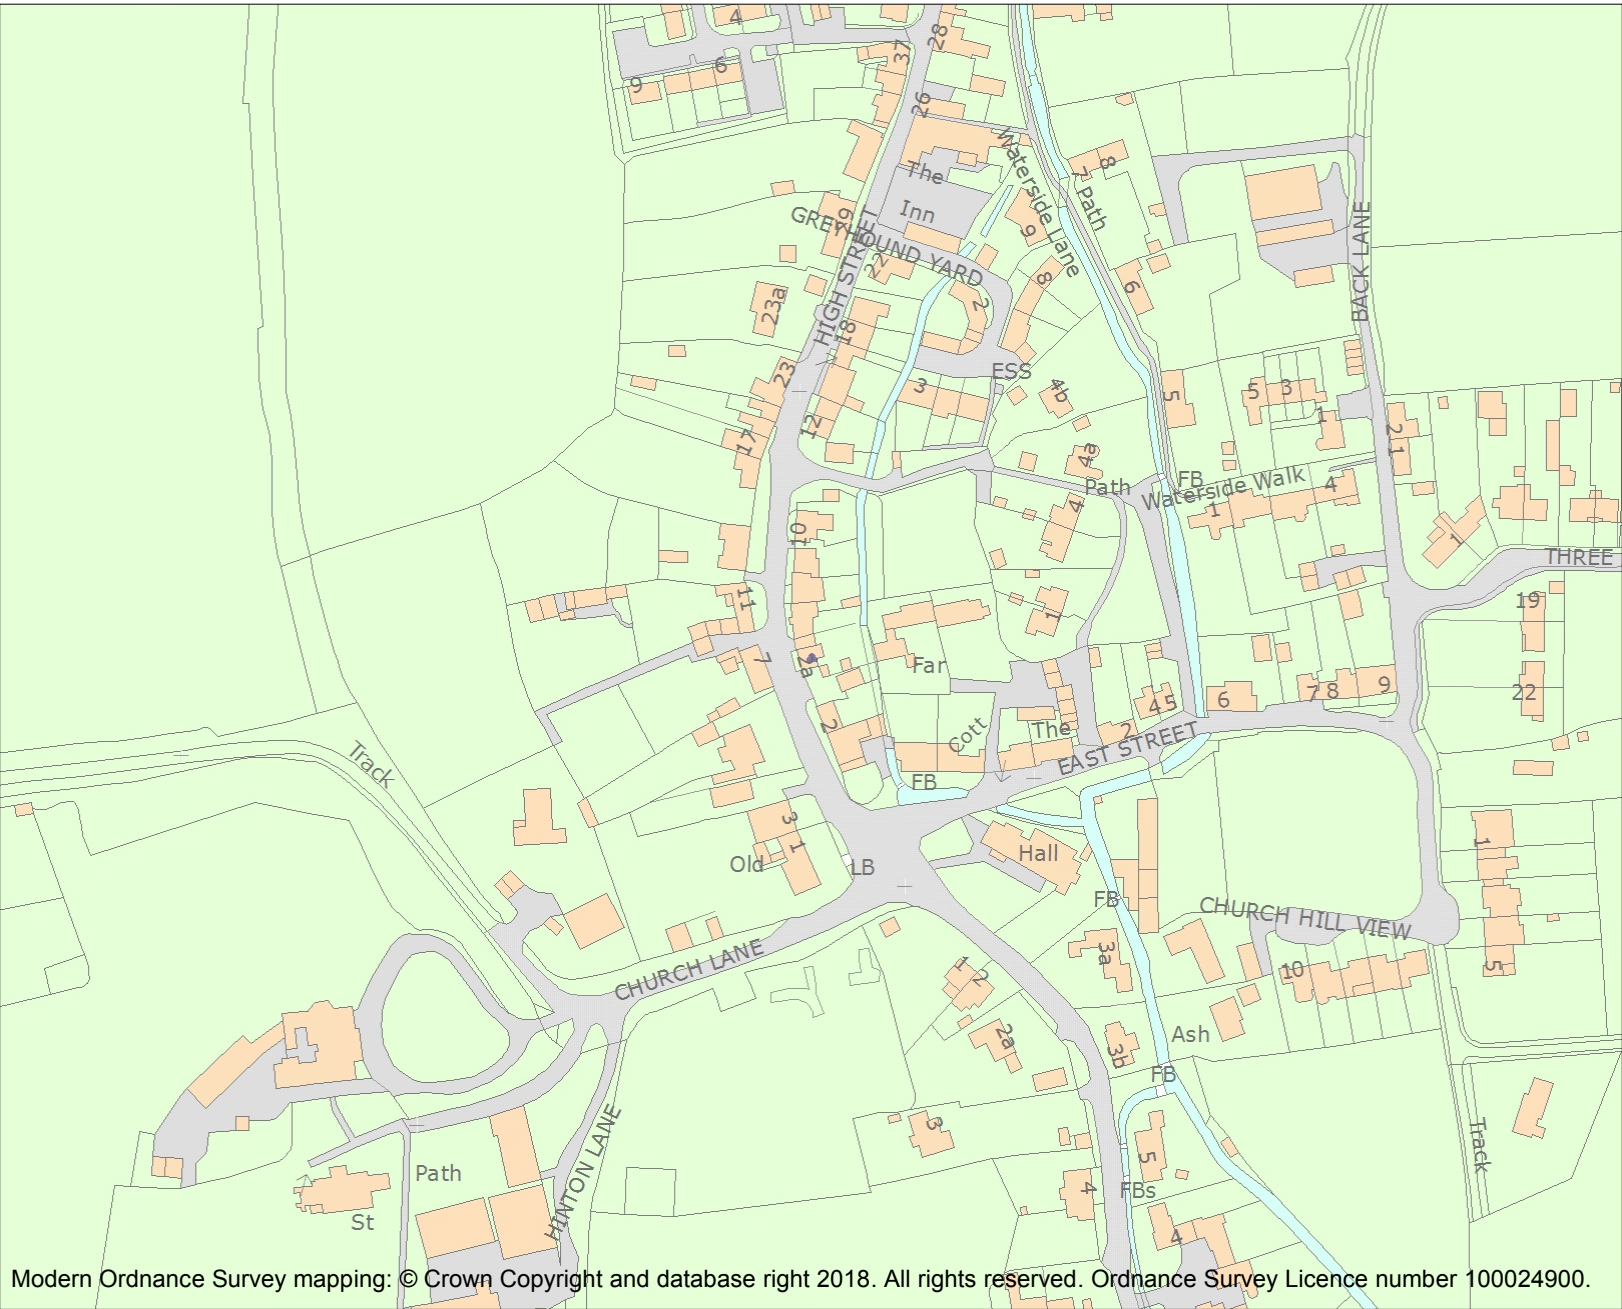 4
37
28
6
9
26
The
Inn
Waterside Lane
7
8
Path
9
GREYHOUND YARD
HIGH STREET
22
BACK LANE
9
8
6
2
23a
18
ESS
23
3
4b
5
5
3
1
12
17
21
4a
Path
FB
Waterside Walk
4
1
4
10
1
THREE
11
19
1
7
2a
Far
4
5
6
7
8
9
22
2
Cott
The
2
EAST STREET
Track
FB
3
1
Old
LB
Hall
1
FB
CHURCH HILL VIEW
CHURCH LANE
3a
1
2
10
5
2a
3b
Ash
FB
HINTON LANE
3
Track
Path
5
4
FBs
St
4
Modern Ordnance Survey mapping: © Crown Copyright and database right 2018. All rights reserved. Ordnance Survey Licence number 100024900.